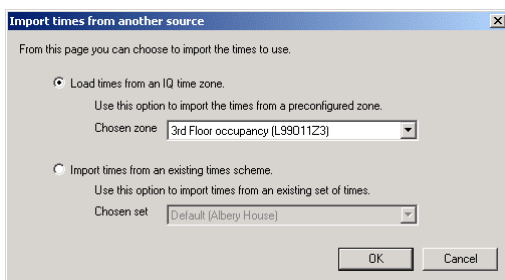 Import times from another source
From this page you can choose to import the times to use.
Load times from an IQ time zone.
Use this option to import the times from a preconfigured zone.
Chosen zone 3rd Floor occupancy (L99011Z3)
Import times from an existing times scheme.
Use this option to import times from an existing set of times.
Chosen set Default (Albery House)
OK Cancel